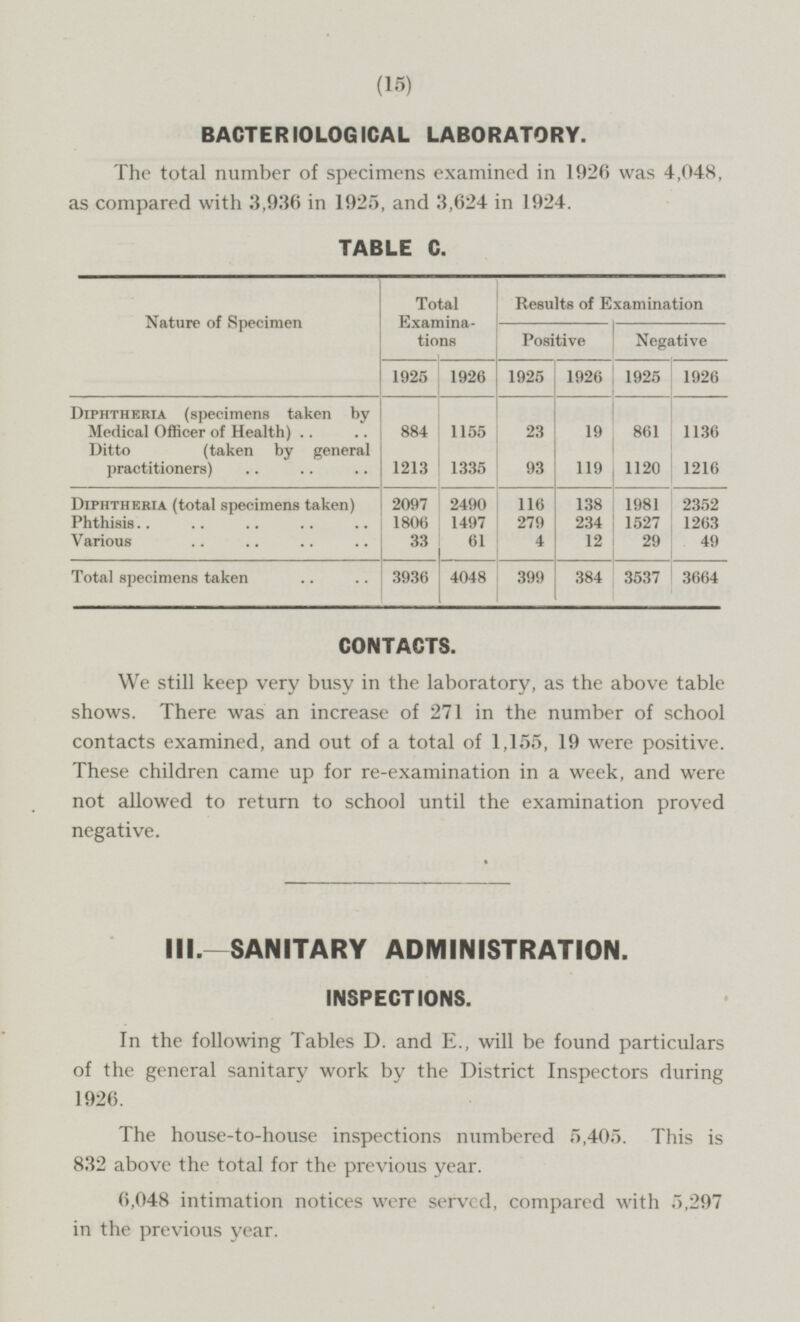 (15)
BACTERIOLOGICAL LABORATORY.
The total number of specimens examined in 1926 was 4,048,
as compared with 3,936 in 1925, and 3,624 in 1924.
TABLE C.
Nature of Specimen
Total Examina-
tions
Results of Examination
Positive Negative
1925 1926 1925 1926 1925 1926
DIPHTHERIA (specimens taken by
Medical Officer of Health) .. .. 884 1155 23 19 861 1136
Ditto (taken by general
practitioners) .. .. .. 1213 1335 93 119 1120 1216
DIPHTHERIA (total specimens taken) 2097 2490 116 138 1981 2352
Phthisis.. .. .. .. .. 1806 1497 279 234 1527 1263
Various .. .. .. .. 33 61 4 12 29 49
Total specimens taken .. .. 3936 4048 399 384 3537 3664
CONTACTS.
We still keep very busy in the laboratory, as the above table
shows. There was an increase of 271 in the number of school
contacts examined, and out of a total of 1,155, 19 were positive.
These children came up for re-examination in a week, and were
not allowed to return to school until the examination proved
negative.
III.—SANITARY ADMINISTRATION.
INSPECTIONS.
In the following Tables D. and E., will be found particulars
of the general sanitary work by the District Inspectors during
1926.
The house-to-house inspections numbered 5,405. This is
832 above the total for the previous year.
6,048 intimation notices were served, compared with 5,297
in the previous year.